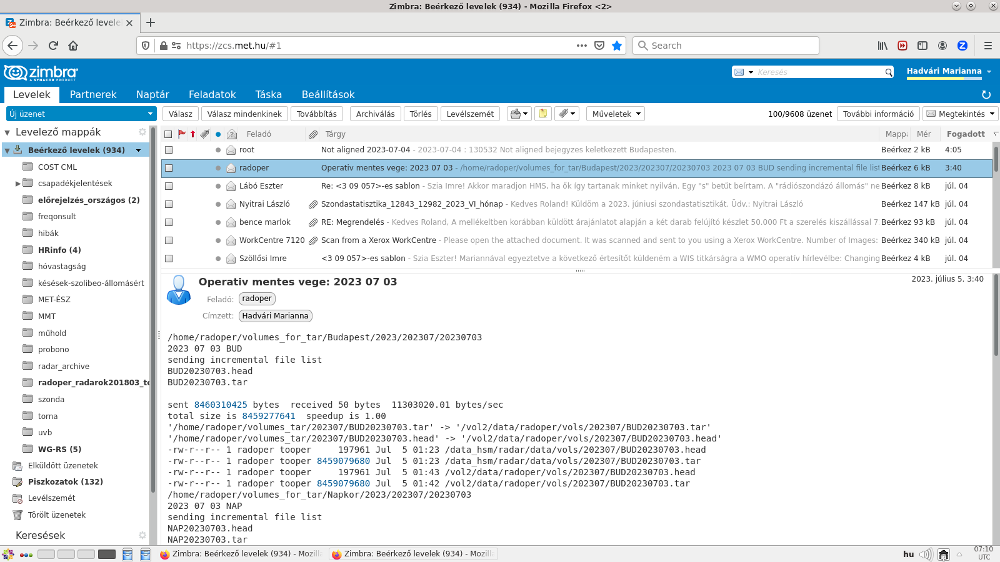 Zimbra: Beérkező levelek (934) - Mozilla Firefox <2>
Zimbra: Beérkező levele
https://zcs.met.hu/#1
Search
zimbra
A SYNACOR PRODUCT
Keresés
Hadvári Marianna
Levelek Partnerek Naptár Feladatok Táska Beállítások
Új üzenet
Válasz Válasz mindenkinek Továbbítás Archiválás Törlés Levélszemét Műveletek 100/9608 üzenet További információ Megtekintés
Levelező mappák
Beérkező levelek (934)
COST CML
csapadékjelentések
előrejelzés_országos (2)
freqonsult
hibák
HRinfo (4)
hóvastagság
késések-szolibeo-állomásért
MET-ÉSZ
MMT
műhold
probono
radar_archive
radoper_radarok201803_to
szonda
torna
uvb
WG-RS (5)
Elküldött üzenetek
Piszkozatok (132)
Levélszemét
Törölt üzenetek
Keresések
Feladó Tárgy Mappa Mér Fogadott
root Not aligned 2023-07-04 - 2023-07-04 : 130532 Not aligned bejegyzes keletkezett Budapesten. Beérkez 2 kB 4:05
radoper Operativ mentes vege: 2023 07 03 - /home/radoper/volumes_for_tar/Budapest/2023/202307/20230703 2023 07 03 BUD sending incremental file list Beérkez 6 kB 3:40
Lábó Eszter Re: <3 09 057>-es sablon - Szia Imre! Akkor maradjon HMS, ha ők így tartanak minket nyilván. Egy "s" betűt beírtam. A "rádiószondázó állomás" ne Beérkez 8 kB júl. 04
Nyitrai László Szondastatisztika_12843_12982_2023_VI_hónap - Kedves Roland! Küldöm a 2023. júniusi szondastatisztikát. Üdv.: Nyitrai László Beérkez 147 kB júl. 04
bence marlok RE: Megrendelés - Kedves Roland, A mellékeltben korábban küldött árajánlatot alapján a két darab felújító készlet 50.000 Ft a szerelés kiszállással 7 Beérkez 93 kB júl. 04
WorkCentre 7120 Scan from a Xerox WorkCentre - Please open the attached document. It was scanned and sent to you using a Xerox WorkCentre. Number of Images: Beérkez 340 kB júl. 04
Szöllősi Imre <3 09 057>-es sablon - Szia Eszter! Mariannával egyeztetve a következő értesítőt küldeném a WIS titkárságra a WMO operatív hírlevélbe: Changing Beérkez 4 kB júl. 04
Operativ mentes vege: 2023 07 03
2023. július 5. 3:40
Feladó: radoper
Címzett: Hadvári Marianna
/home/radoper/volumes_for_tar/Budapest/2023/202307/20230703
2023 07 03 BUD
sending incremental file list
BUD20230703.head
BUD20230703.tar
sent 8460310425 bytes  received 50 bytes  11303020.01 bytes/sec
total size is 8459277641  speedup is 1.00
'/home/radoper/volumes_tar/202307/BUD20230703.tar' -> '/vol2/data/radoper/vols/202307/BUD20230703.tar'
'/home/radoper/volumes_tar/202307/BUD20230703.head' -> '/vol2/data/radoper/vols/202307/BUD20230703.head'
-rw-r--r-- 1 radoper tooper     197961 Jul  5 01:23 /data_hsm/radar/data/vols/202307/BUD20230703.head
-rw-r--r-- 1 radoper tooper 8459079680 Jul  5 01:23 /data_hsm/radar/data/vols/202307/BUD20230703.tar
-rw-r--r-- 1 radoper tooper     197961 Jul  5 01:43 /vol2/data/radoper/vols/202307/BUD20230703.head
-rw-r--r-- 1 radoper tooper 8459079680 Jul  5 01:42 /vol2/data/radoper/vols/202307/BUD20230703.tar
/home/radoper/volumes_for_tar/Napkor/2023/202307/20230703
2023 07 03 NAP
sending incremental file list
NAP20230703.head
NAP20230703.tar
Zimbra: Beérkező levelek (934) - Mozilla
Zimbra: Beérkező levelek (934) - Mozilla
hu
07:10
UTC